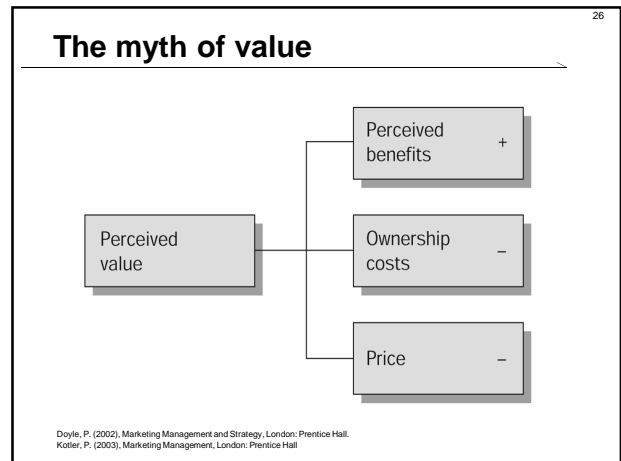 26
The myth of value
Perceived
benefits +
Perceived
value
Ownership
costs –
Price –
Doyle, P. (2002), Marketing Management and Strategy, London: Prentice Hall.
Kotler, P. (2003), Marketing Management, London: Prentice Hall